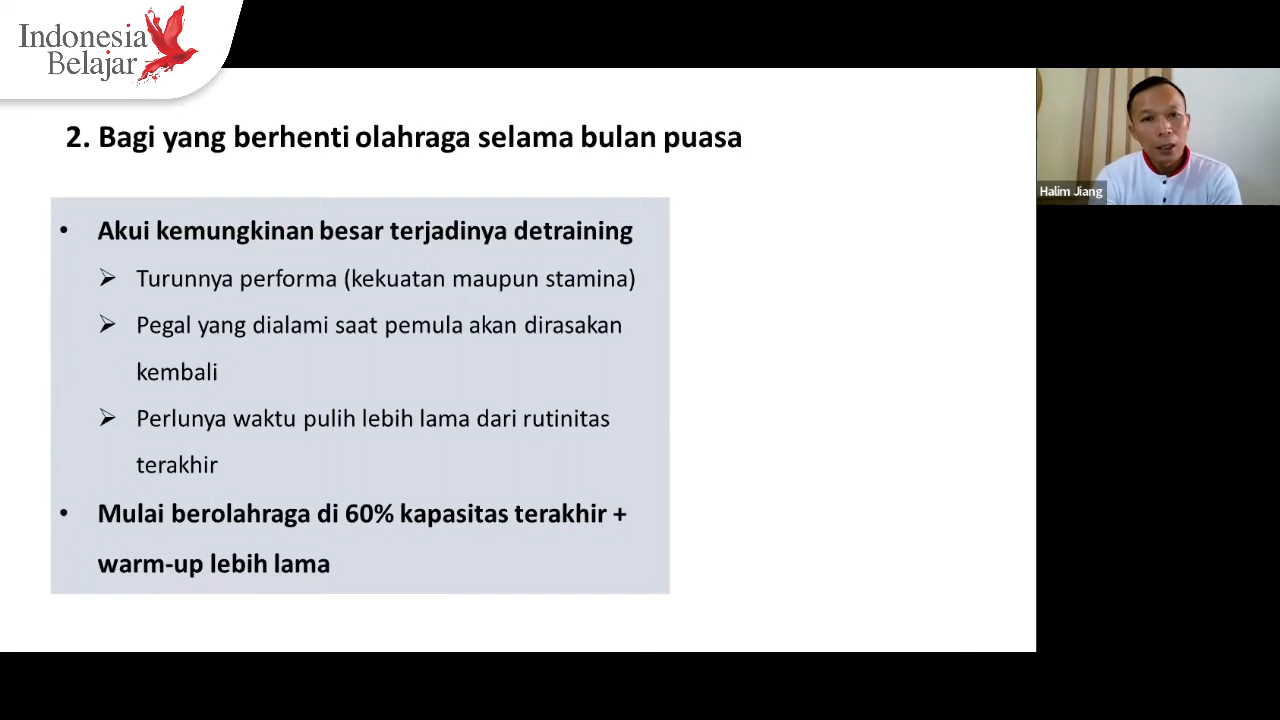 Indonesia
Belajar
2. Bagi yang berhenti olahraga selama bulan puasa
Halim Jiang
• Akui kemungkinan besar terjadinya detraining
➢ Turunnya performa (kekuatan maupun stamina)
➢ Pegal yang dialami saat pemula akan dirasakan
kembali
➢ Perlunya waktu pulih lebih lama dari rutinitas
terakhir
• Mulai berolahraga di 60% kapasitas terakhir +
warm-up lebih lama